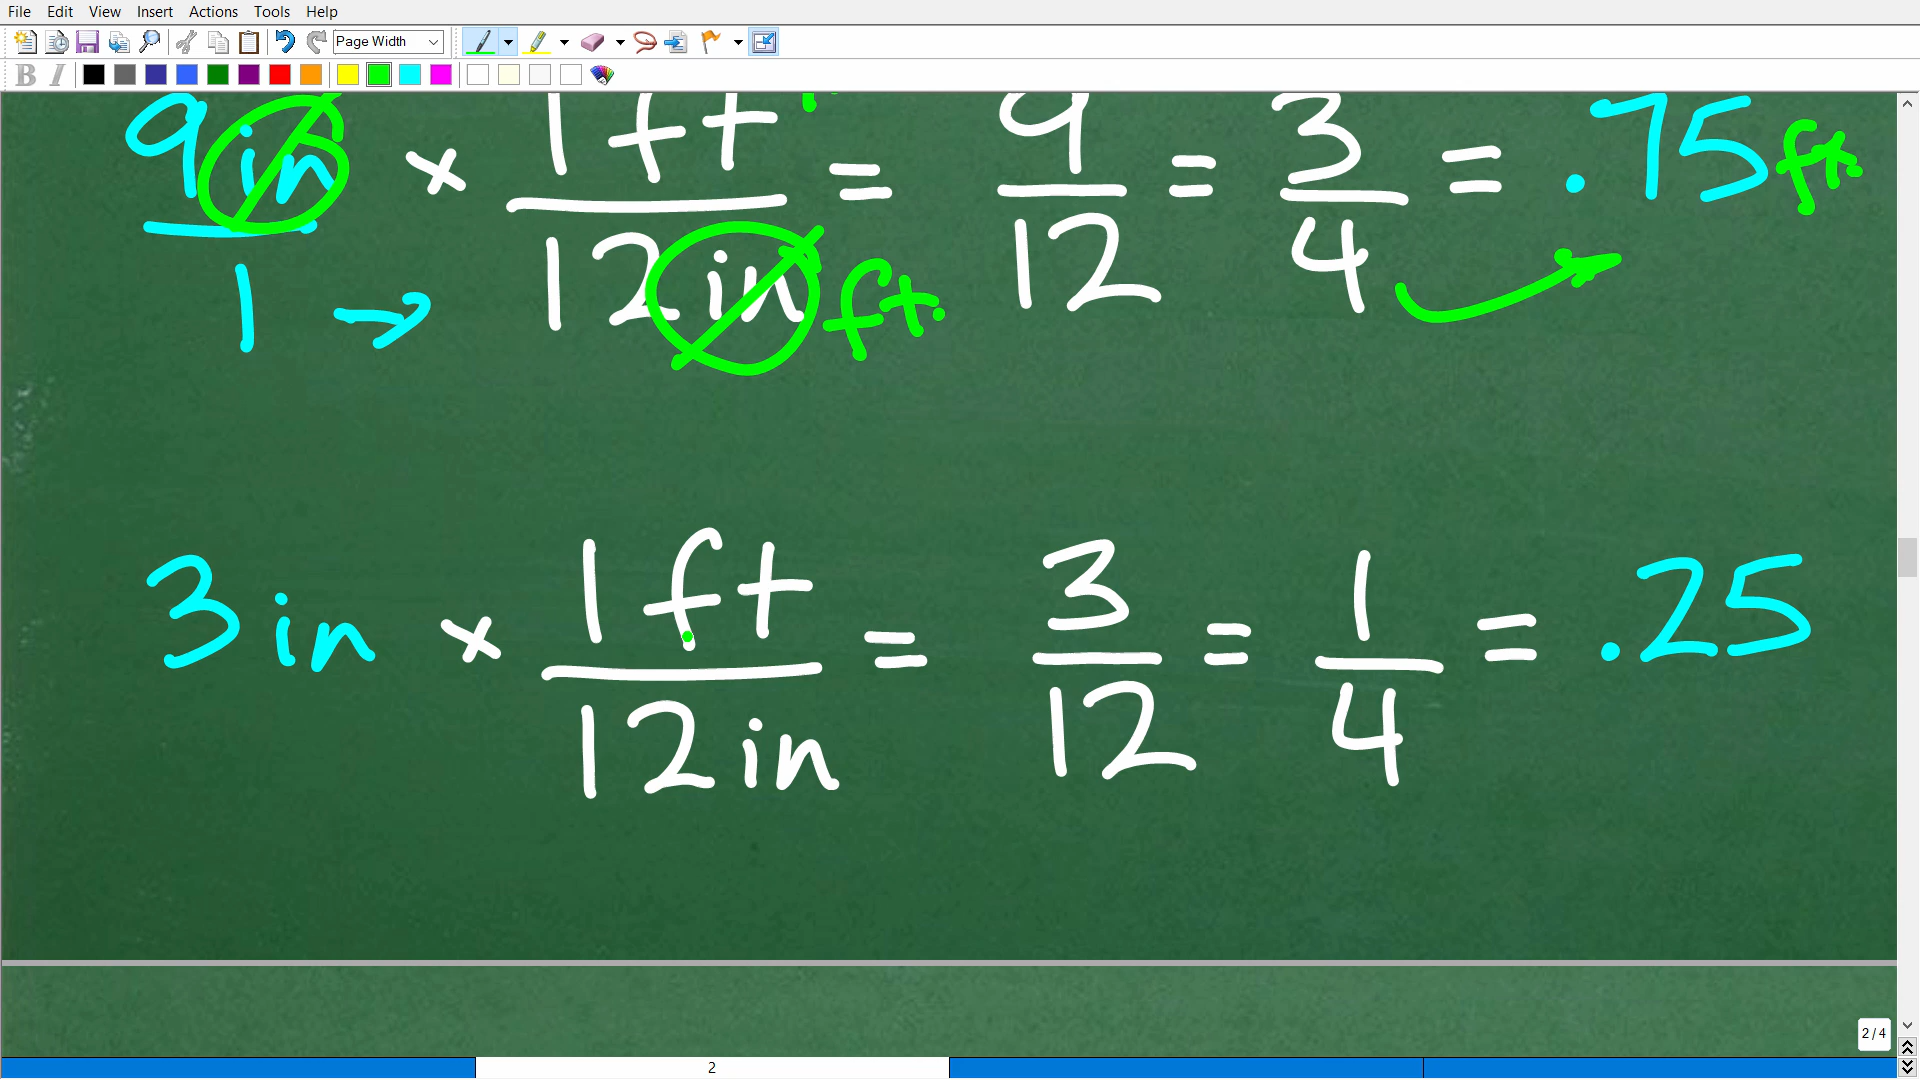 File Edit View Insert Actions Tools Help
Page Width
B I
9 in × 1 ft = 9 = 3 = .75 ft.
1 → 12 in ft. 12 4
3 in × 1 ft = 3 = 1 = .25
12 in 12 4
2 / 4
2